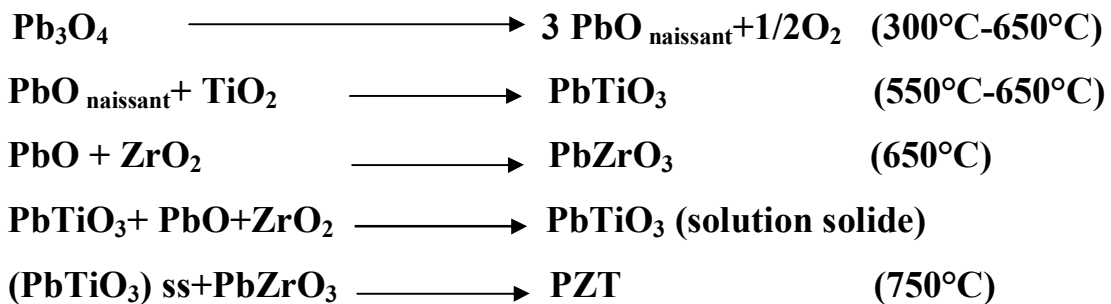 Pb₃O₄ → 3 PbO naissant+1/2O₂ (300°C-650°C)
PbO naissant+ TiO₂ → PbTiO₃ (550°C-650°C)
PbO + ZrO₂ → PbZrO₃ (650°C)
PbTiO₃+ PbO+ZrO₂ → PbTiO₃ (solution solide)
(PbTiO₃) ss+PbZrO₃ → PZT (750°C)